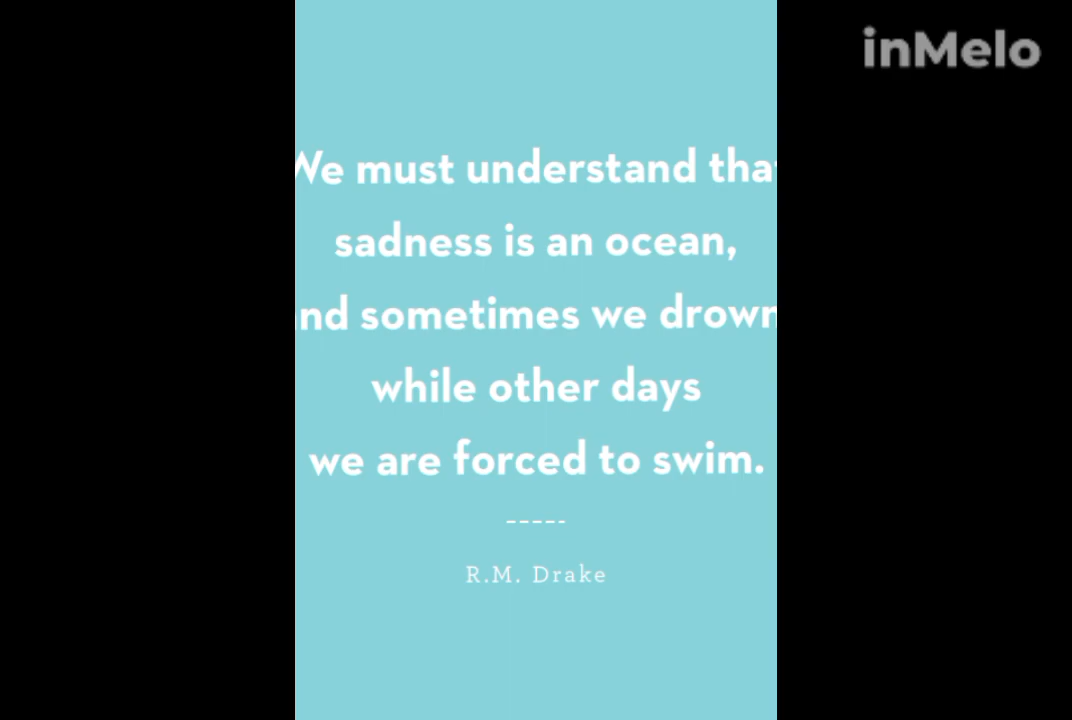 inMelo
We must understand that
sadness is an ocean,
and sometimes we drown
while other days
we are forced to swim.
-----
R.M. Drake